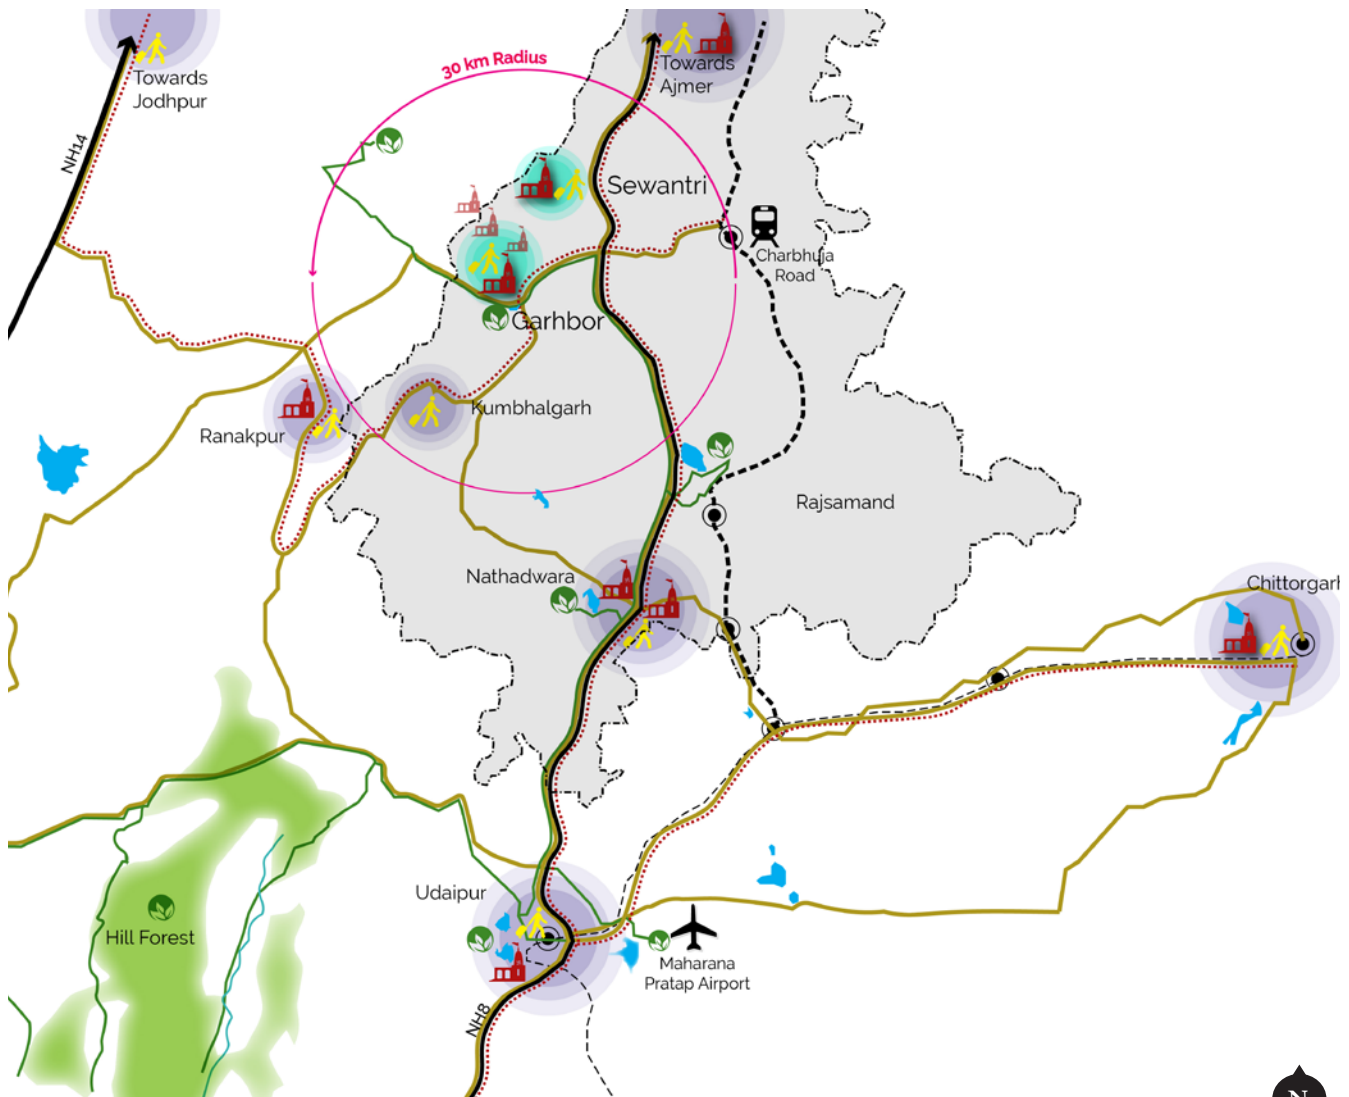 30 km Radius
Towards
Jodhpur
Towards
Ajmer
NH14
Sewantri
Charbhuja
Road
Garhbor
Kumbhalgarh
Ranakpur
Rajsamand
Nathadwara
Chittorgarh
Udaipur
Hill Forest
Maharana
Pratap Airport
NH8
N